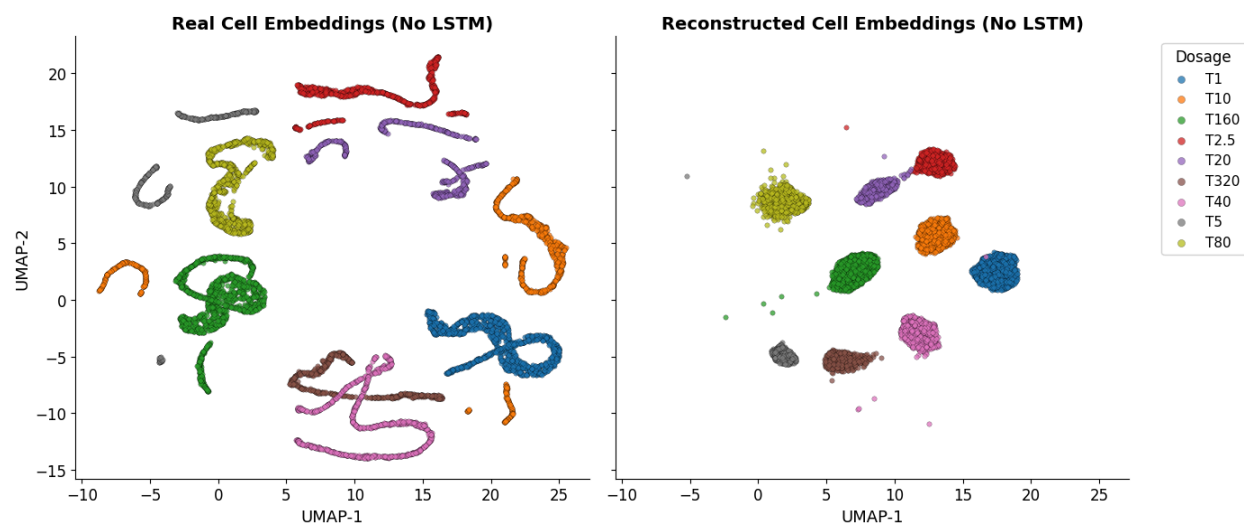 Real Cell Embeddings (No LSTM)
Reconstructed Cell Embeddings (No LSTM)
UMAP-2
20
15
10
5
0
−5
−10
−15
−10
−5
0
5
10
15
20
25
UMAP-1
−10
−5
0
5
10
15
20
25
UMAP-1
Dosage
T1
T10
T160
T2.5
T20
T320
T40
T5
T80